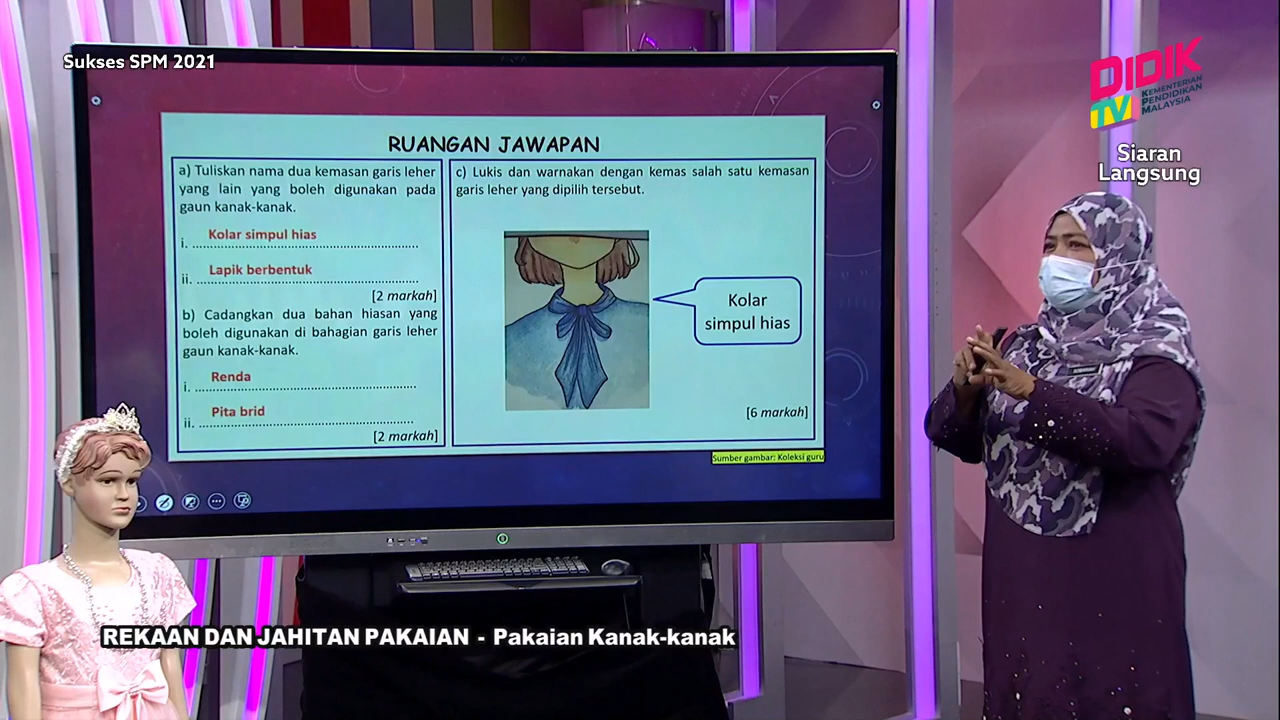 Sukses SPM 2021
DIDIK
TV
KEMENTERIAN
PENDIDIKAN
MALAYSIA
Siaran
Langsung
RUANGAN JAWAPAN
a) Tuliskan nama dua kemasan garis leher
yang lain yang boleh digunakan pada
gaun kanak-kanak.
i. Kolar simpul hias
ii. Lapik berbentuk
[2 markah]
b) Cadangkan dua bahan hiasan yang
boleh digunakan di bahagian garis leher
gaun kanak-kanak.
i. Renda
ii. Pita brid
[2 markah]
c) Lukis dan warnakan dengan kemas salah satu kemasan
garis leher yang dipilih tersebut.
Kolar
simpul hias
[6 markah]
Sumber gambar: Koleksi guru
REKAAN DAN JAHITAN PAKAIAN - Pakaian Kanak-kanak